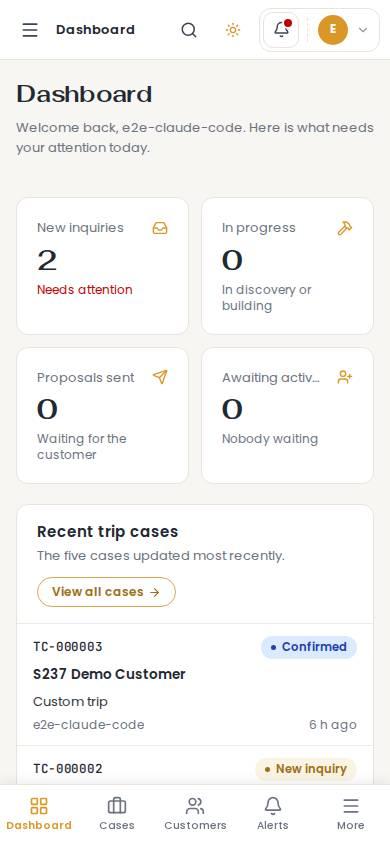 Dashboard
E
Dashboard
Welcome back, e2e-claude-code. Here is what needs
your attention today.
New inquiries
2
Needs attention
In progress
0
In discovery or
building
Proposals sent
0
Waiting for the
customer
Awaiting activ...
0
Nobody waiting
Recent trip cases
The five cases updated most recently.
View all cases →
TC-000003
Confirmed
S237 Demo Customer
Custom trip
e2e-claude-code
6 h ago
TC-000002
New inquiry
Dashboard
Cases
Customers
Alerts
More